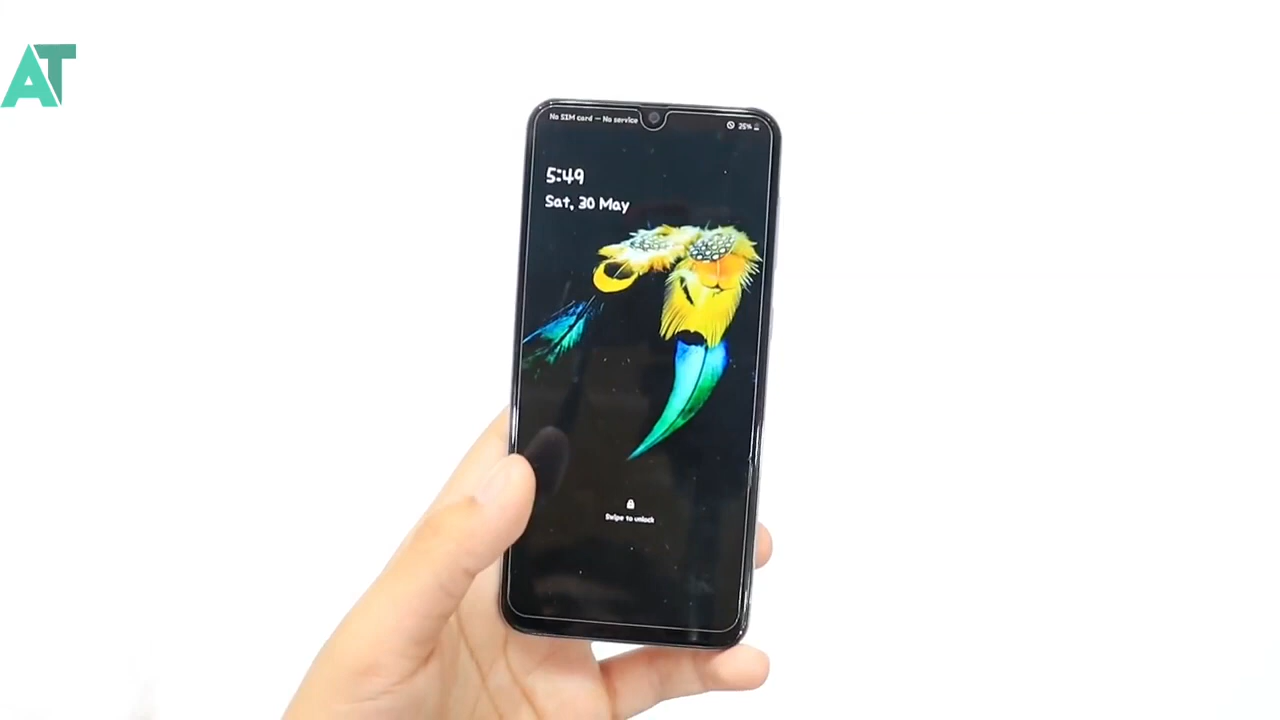 AT
No SIM card — No service
25%
5:49
Sat, 30 May
Swipe to unlock